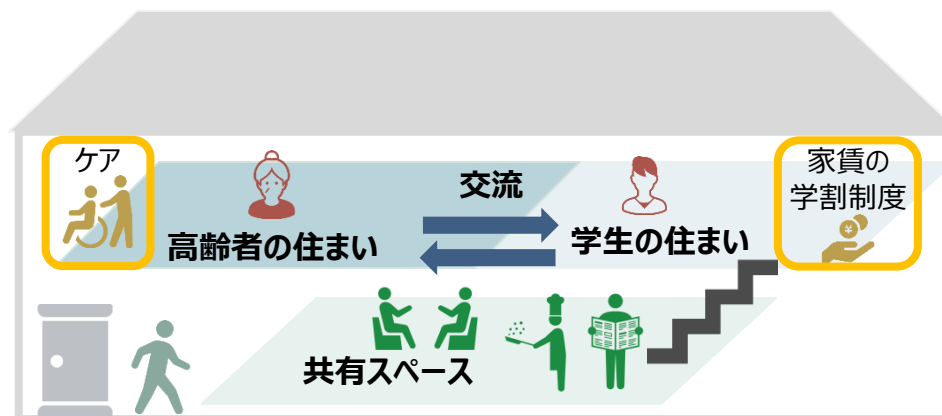 ケア
家賃の
学割制度
交流
高齢者の住まい
学生の住まい
¥
共有スペース